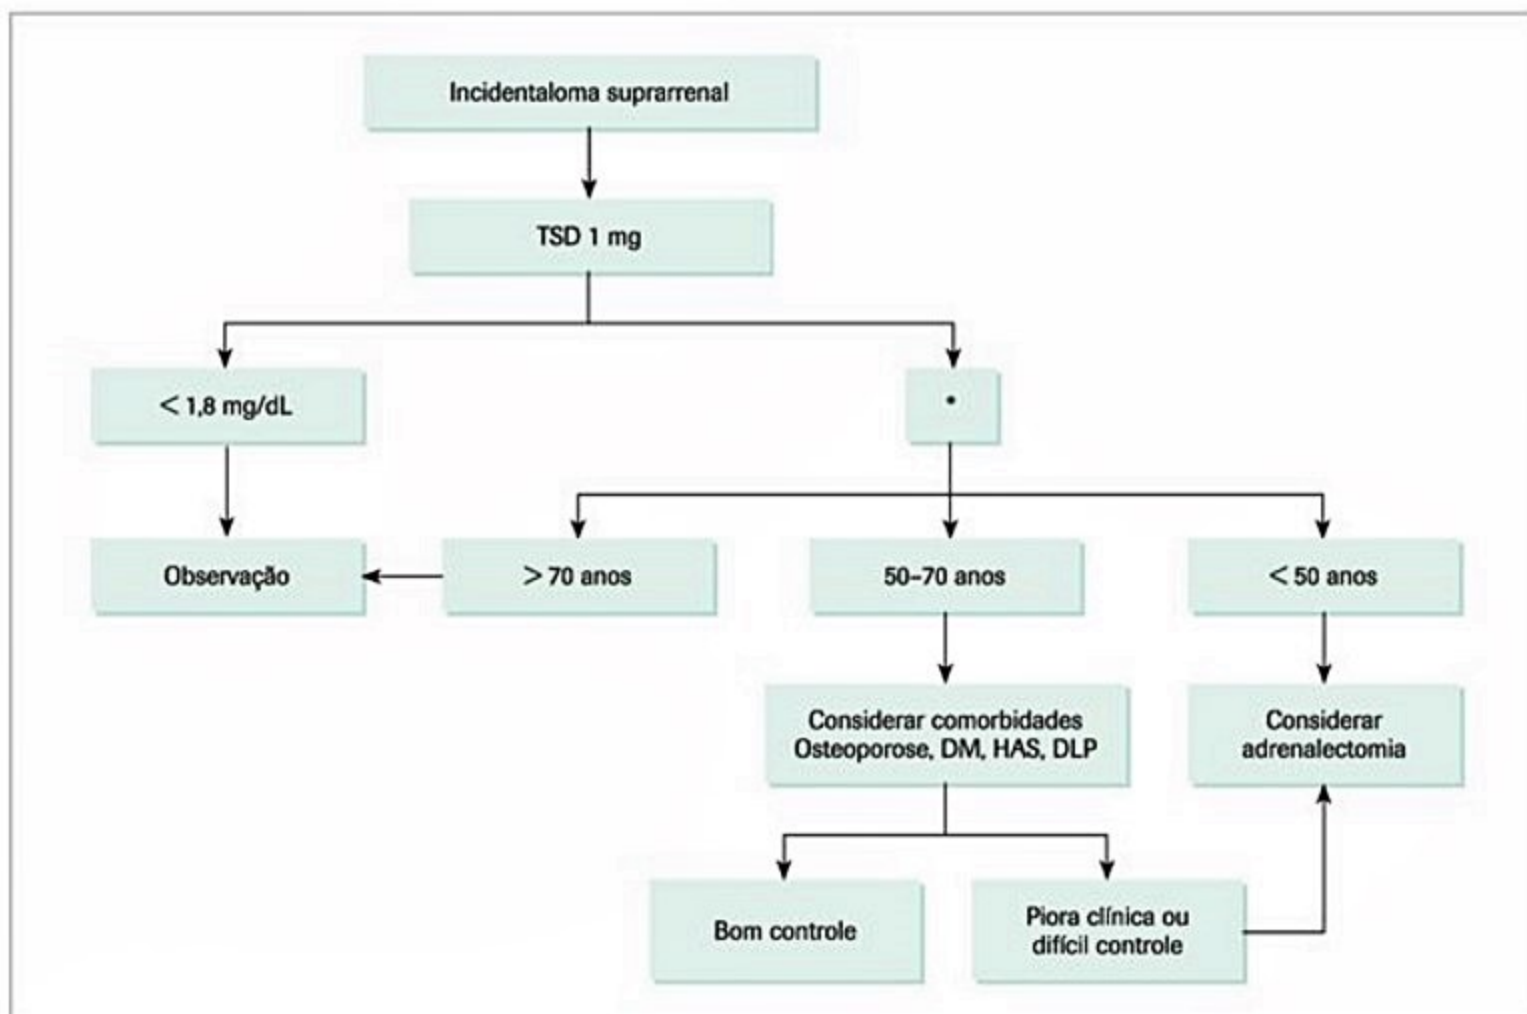 Incidentaloma suprarrenal
TSD 1 mg
< 1,8 mg/dL
*
Observação
> 70 anos
50–70 anos
< 50 anos
Considerar comorbidades
Osteoporose, DM, HAS, DLP
Considerar
adrenalectomia
Bom controle
Piora clínica ou
difícil controle